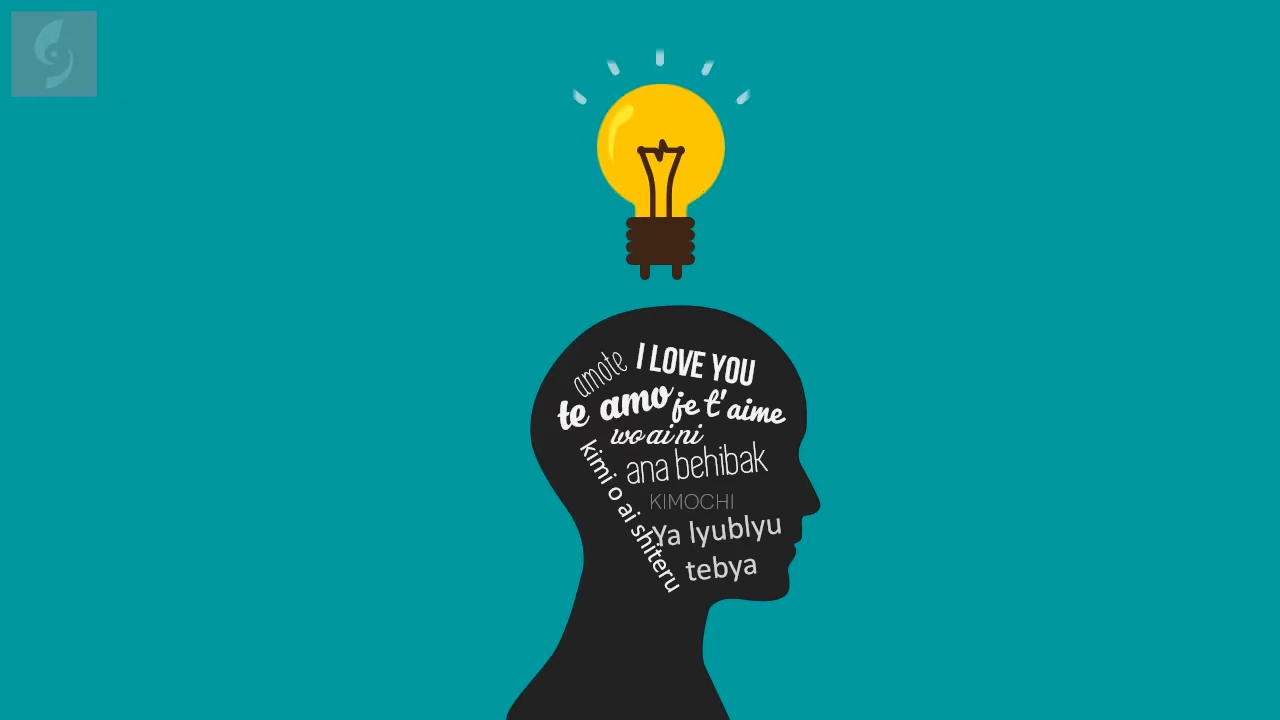 amote
I LOVE YOU
te amo
je t'aime
wo ai ni
kimi o ai shiteru
ana behibak
KIMOCHI
Ya lyublyu
tebya